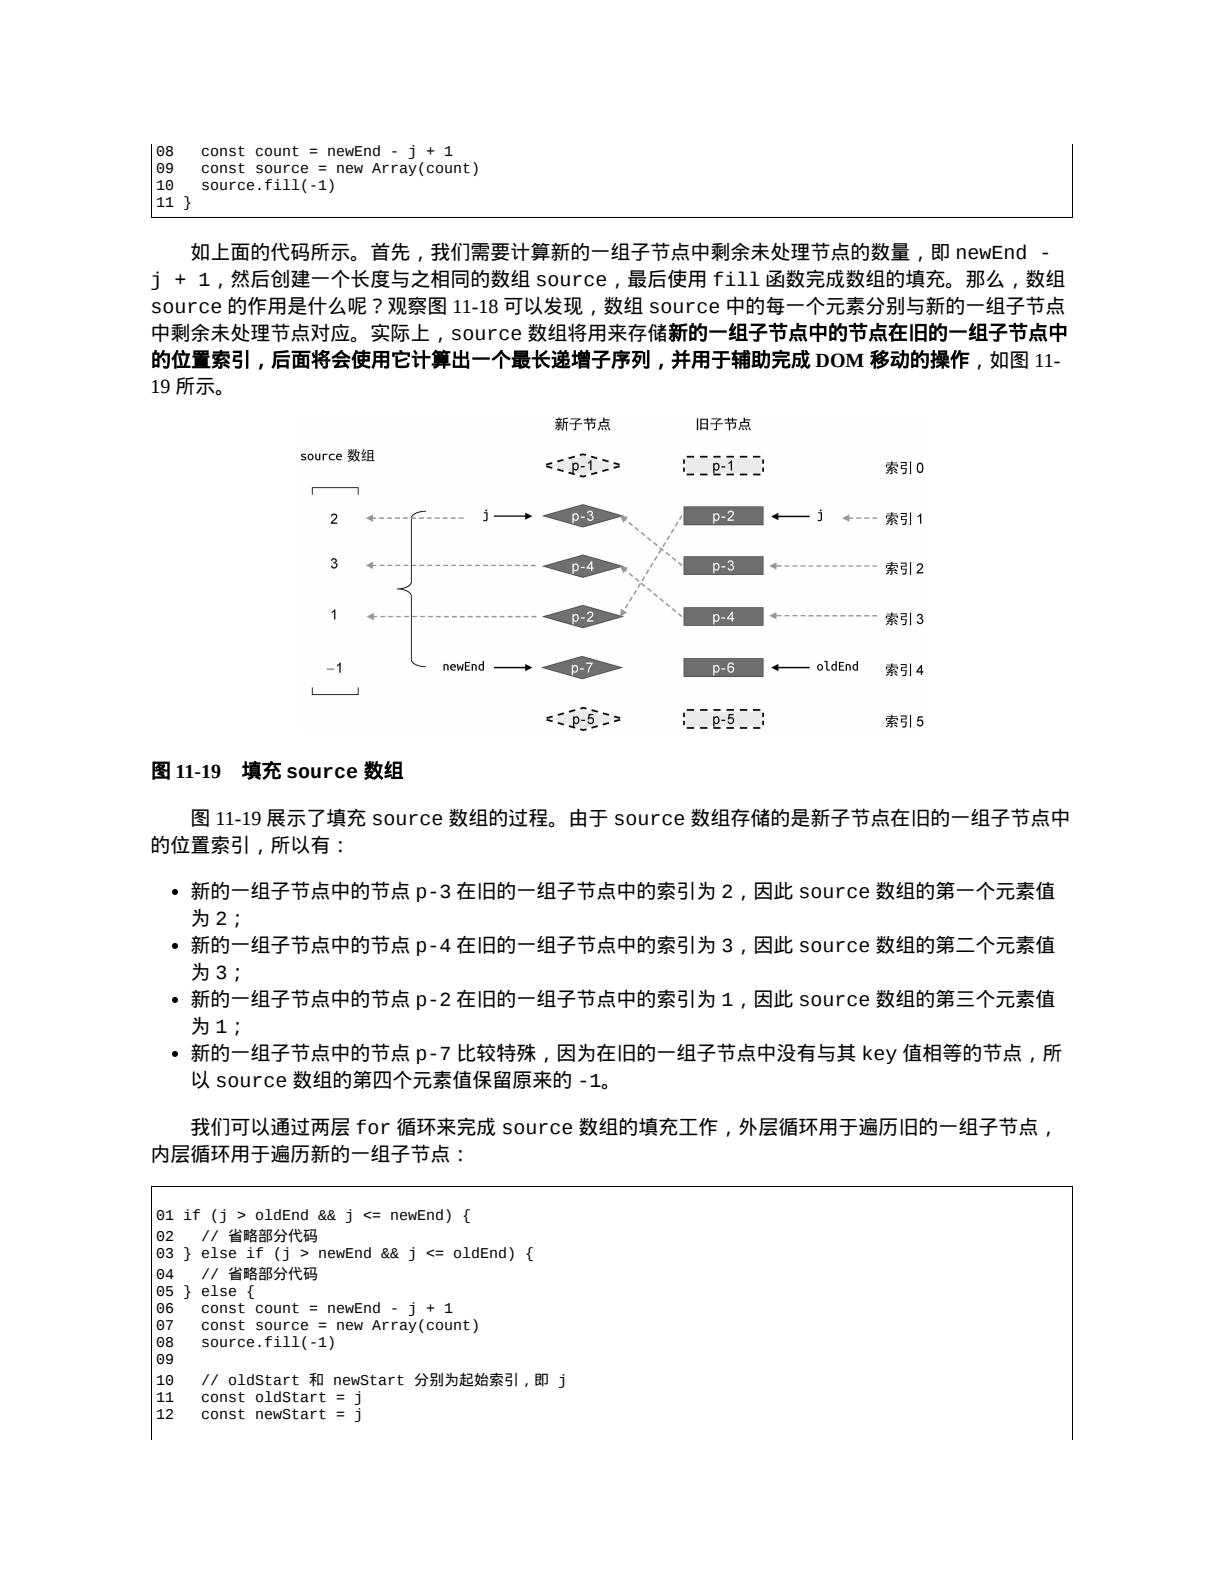 08   const count = newEnd - j + 1
09   const source = new Array(count)
10   source.fill(-1)
11 }
如上面的代码所示。首先，我们需要计算新的一组子节点中剩余未处理节点的数量，即 newEnd -
j + 1，然后创建一个长度与之相同的数组 source，最后使用 fill 函数完成数组的填充。那么，数组
source 的作用是什么呢？观察图 11-18 可以发现，数组 source 中的每一个元素分别与新的一组子节点
中剩余未处理节点对应。实际上，source 数组将用来存储新的一组子节点中的节点在旧的一组子节点中
的位置索引，后面将会使用它计算出一个最长递增子序列，并用于辅助完成 DOM 移动的操作，如图 11-
19 所示。
新子节点 旧子节点
source 数组 p-1 p-1 索引 0
2 j p-3 p-2 j 索引 1
3 p-4 p-3 索引 2
1 p-2 p-4 索引 3
−1 newEnd p-7 p-6 oldEnd 索引 4
p-5 p-5 索引 5
图 11-19　填充 source 数组
图 11-19 展示了填充 source 数组的过程。由于 source 数组存储的是新子节点在旧的一组子节点中
的位置索引，所以有：
• 新的一组子节点中的节点 p-3 在旧的一组子节点中的索引为 2，因此 source 数组的第一个元素值
为 2；
• 新的一组子节点中的节点 p-4 在旧的一组子节点中的索引为 3，因此 source 数组的第二个元素值
为 3；
• 新的一组子节点中的节点 p-2 在旧的一组子节点中的索引为 1，因此 source 数组的第三个元素值
为 1；
• 新的一组子节点中的节点 p-7 比较特殊，因为在旧的一组子节点中没有与其 key 值相等的节点，所
以 source 数组的第四个元素值保留原来的 -1。
我们可以通过两层 for 循环来完成 source 数组的填充工作，外层循环用于遍历旧的一组子节点，
内层循环用于遍历新的一组子节点：
01 if (j > oldEnd && j <= newEnd) {
02   // 省略部分代码
03 } else if (j > newEnd && j <= oldEnd) {
04   // 省略部分代码
05 } else {
06   const count = newEnd - j + 1
07   const source = new Array(count)
08   source.fill(-1)
09
10   // oldStart 和 newStart 分别为起始索引，即 j
11   const oldStart = j
12   const newStart = j